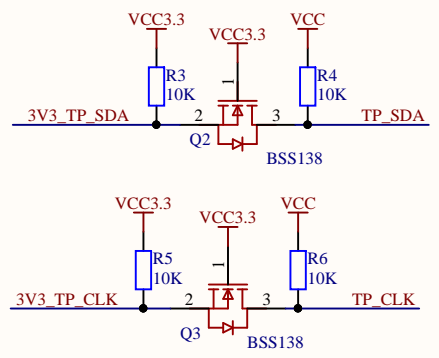 VCC3.3
VCC3.3
VCC
R3
10K
1
R4
10K
3V3_TP_SDA
2
3
TP_SDA
Q2
BSS138
VCC3.3
VCC3.3
VCC
R5
10K
1
R6
10K
3V3_TP_CLK
2
3
TP_CLK
Q3
BSS138